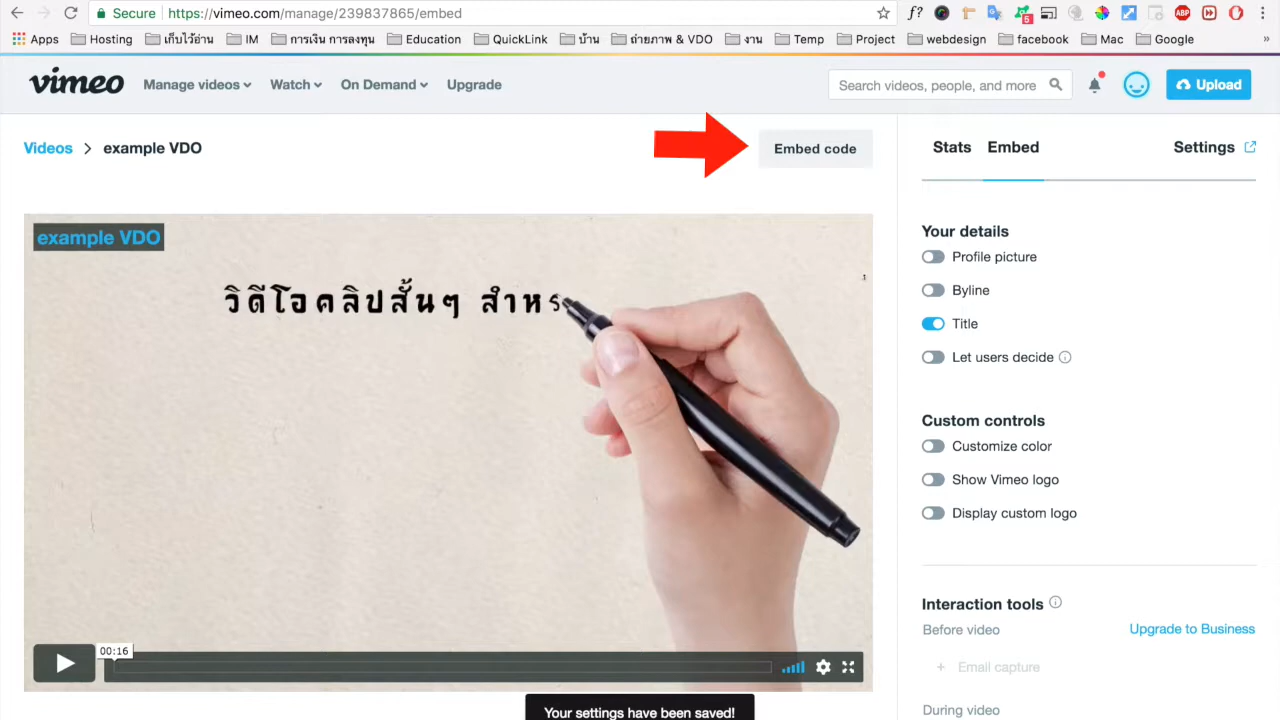 Secure https://vimeo.com/manage/239837865/embed
f? 5 ABP
Apps Hosting เก็บไว้อ่าน IM การเงิน การลงทุน Education QuickLink บ้าน ถ่ายภาพ & VDO งาน Temp Project webdesign facebook Mac Google »
vimeo Manage videos Watch On Demand Upgrade Search videos, people, and more Upload
Videos > example VDO
Embed code
Stats Embed Settings
example VDO
วิดีโอคลิปสั้นๆ สำหร
Your details
Profile picture
Byline
Title
Let users decide
Custom controls
Customize color
Show Vimeo logo
Display custom logo
Interaction tools
Before video Upgrade to Business
+ Email capture
During video
00:16
Your settings have been saved!